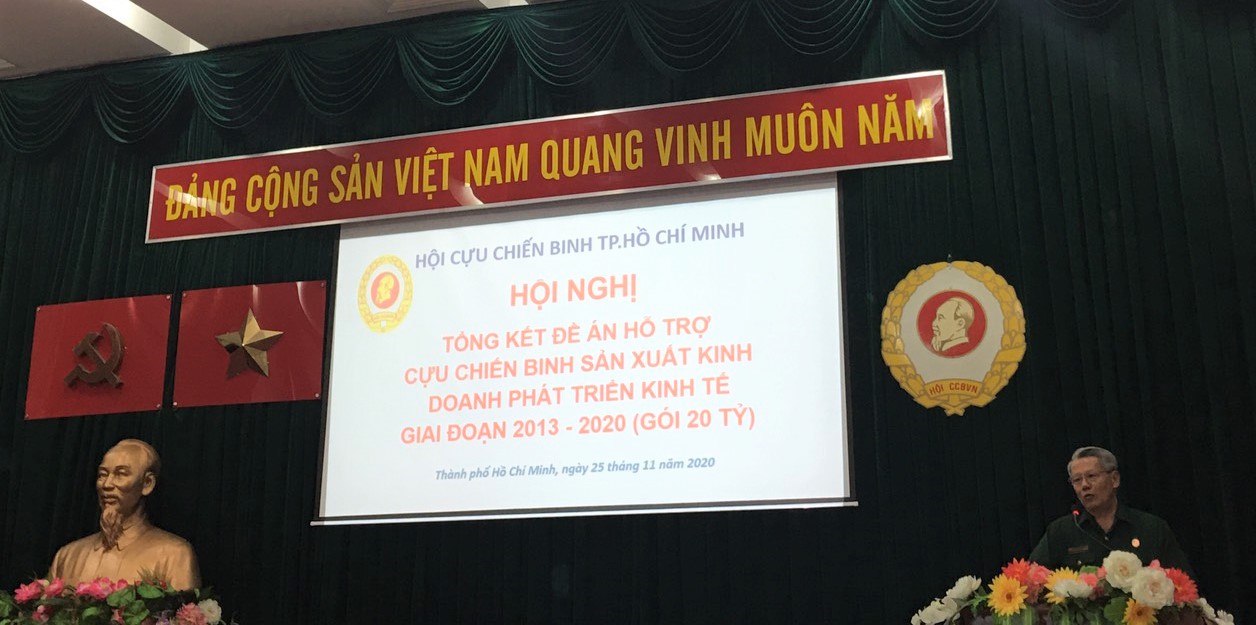 ĐẢNG CỘNG SẢN VIỆT NAM QUANG VINH MUÔN NĂM
HỘI CỰU CHIẾN BINH TP.HỒ CHÍ MINH
HỘI NGHỊ
TỔNG KẾT ĐỀ ÁN HỖ TRỢ
CỰU CHIẾN BINH SẢN XUẤT KINH
DOANH PHÁT TRIỂN KINH TẾ
GIAI ĐOẠN 2013 - 2020 (GÓI 20 TỶ)
Thành phố Hồ Chí Minh, ngày 25 tháng 11 năm 2020
HỘI CCBVN